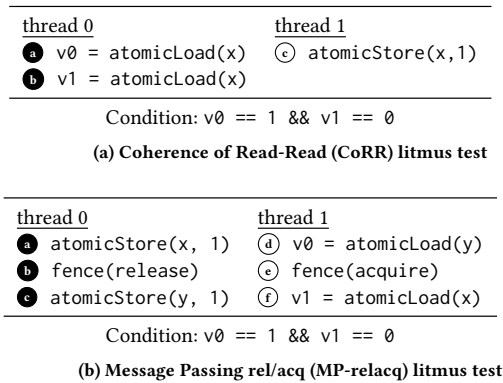 thread 0 thread 1
a v0 = atomicLoad(x) c atomicStore(x,1)
b v1 = atomicLoad(x)
Condition: v0 == 1 && v1 == 0
(a) Coherence of Read-Read (CoRR) litmus test
thread 0 thread 1
a atomicStore(x, 1) d v0 = atomicLoad(y)
b fence(release) e fence(acquire)
c atomicStore(y, 1) f v1 = atomicLoad(x)
Condition: v0 == 1 && v1 == 0
(b) Message Passing rel/acq (MP-relacq) litmus test